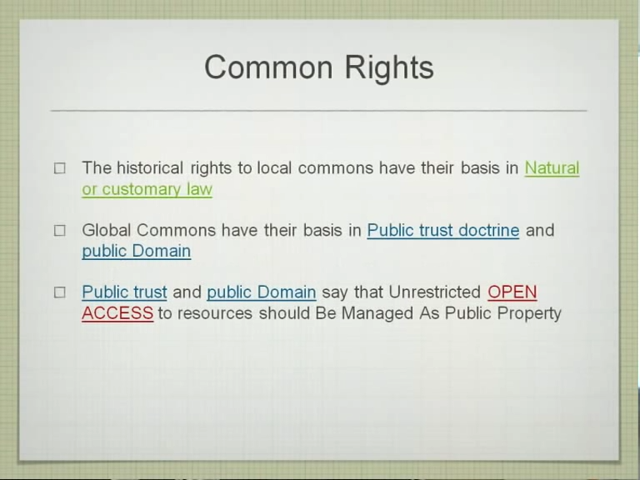 Common Rights
The historical rights to local commons have their basis in Natural
or customary law
Global Commons have their basis in Public trust doctrine and
public Domain
Public trust and public Domain say that Unrestricted OPEN
ACCESS to resources should Be Managed As Public Property